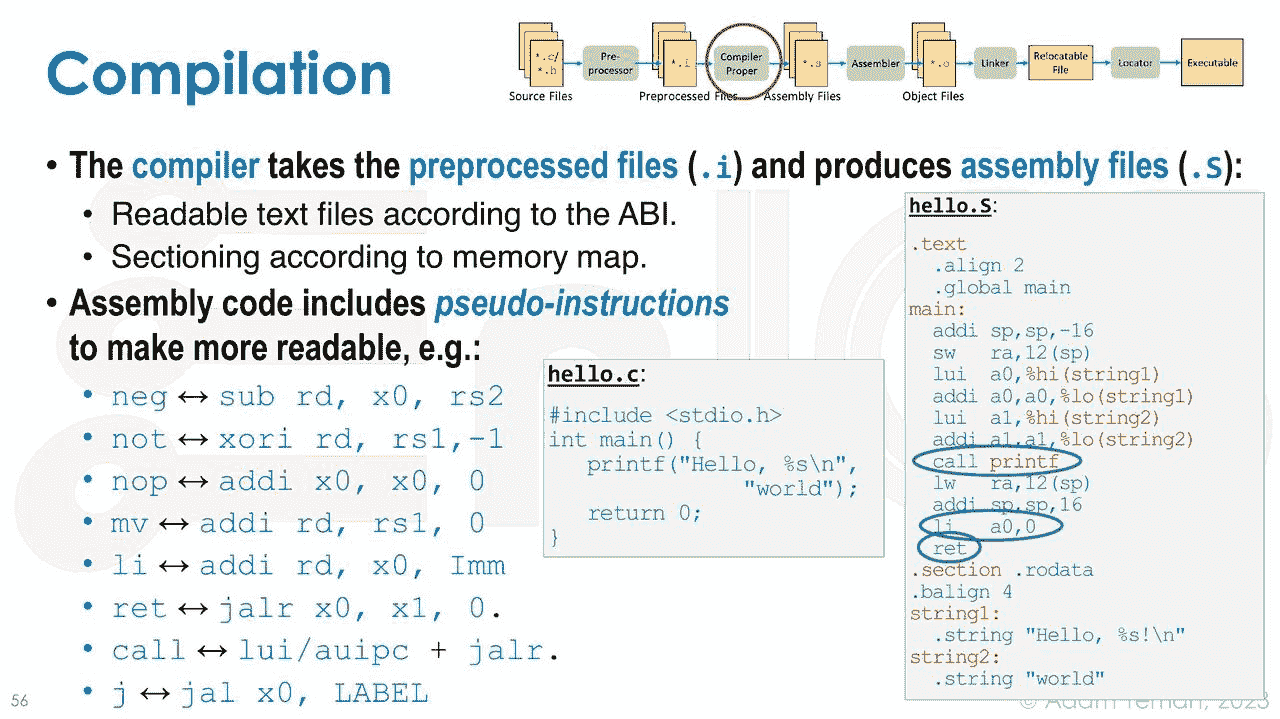 Compilation
*.c/
*.h
Source Files
Pre-
processor
*.i
Preprocessed Files
Compiler
Proper
*.s
Assembly Files
Assembler
*.o
Object Files
Linker
Relocatable
File
Locator
Executable
• The compiler takes the preprocessed files (.i) and produces assembly files (.S):
• Readable text files according to the ABI.
• Sectioning according to memory map.
• Assembly code includes pseudo-instructions
to make more readable, e.g.:
• neg ↔ sub rd, x0, rs2
• not ↔ xori rd, rs1,-1
• nop ↔ addi x0, x0, 0
• mv ↔ addi rd, rs1, 0
• li ↔ addi rd, x0, Imm
• ret ↔ jalr x0, x1, 0.
• call ↔ lui/auipc + jalr.
• j ↔ jal x0, LABEL
hello.c:
#include <stdio.h>
int main() {
printf("Hello, %s\n",
"world");
return 0;
}
hello.S:
.text
.align 2
.global main
main:
addi sp,sp,-16
sw ra,12(sp)
lui a0,%hi(string1)
addi a0,a0,%lo(string1)
lui a1,%hi(string2)
addi a1,a1,%lo(string2)
call printf
lw ra,12(sp)
addi sp,sp,16
li a0,0
ret
.section .rodata
.balign 4
string1:
.string "Hello, %s!\n"
string2:
.string "world"
56
© Adam Teman, 2023